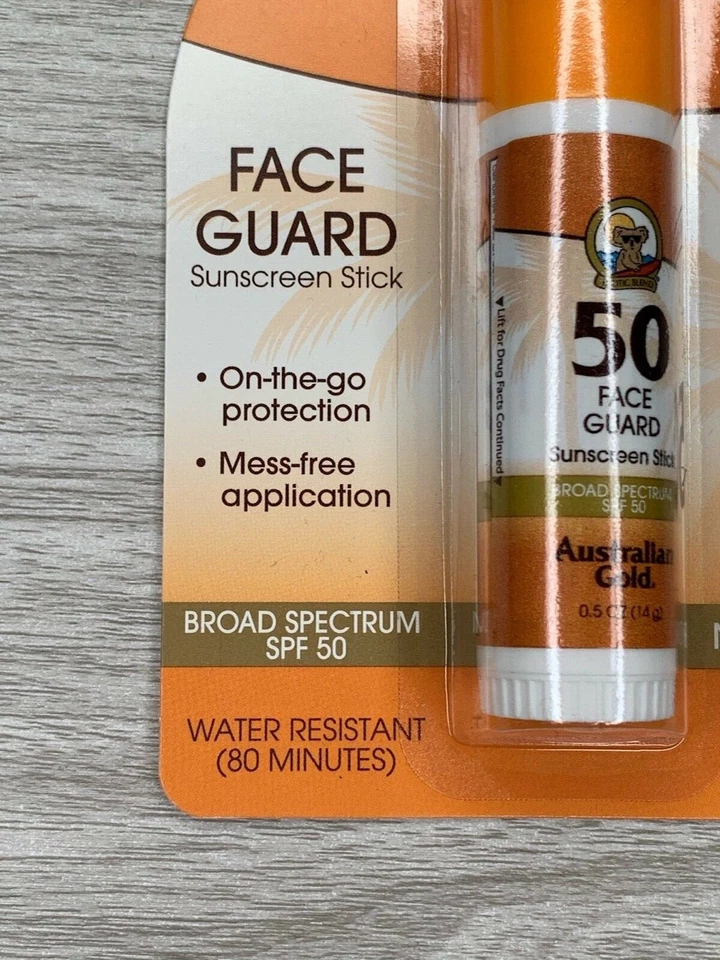 FACE
GUARD
Sunscreen Stick
• On-the-go
protection
• Mess-free
application
BROAD SPECTRUM
SPF 50
WATER RESISTANT
(80 MINUTES)
▼Lift for Drug Facts Continued▼
50
FACE
GUARD
Sunscreen Stick
BROAD SPECTRUM
SPF 50
Australian
Gold.
0.5 OZ (14 g)